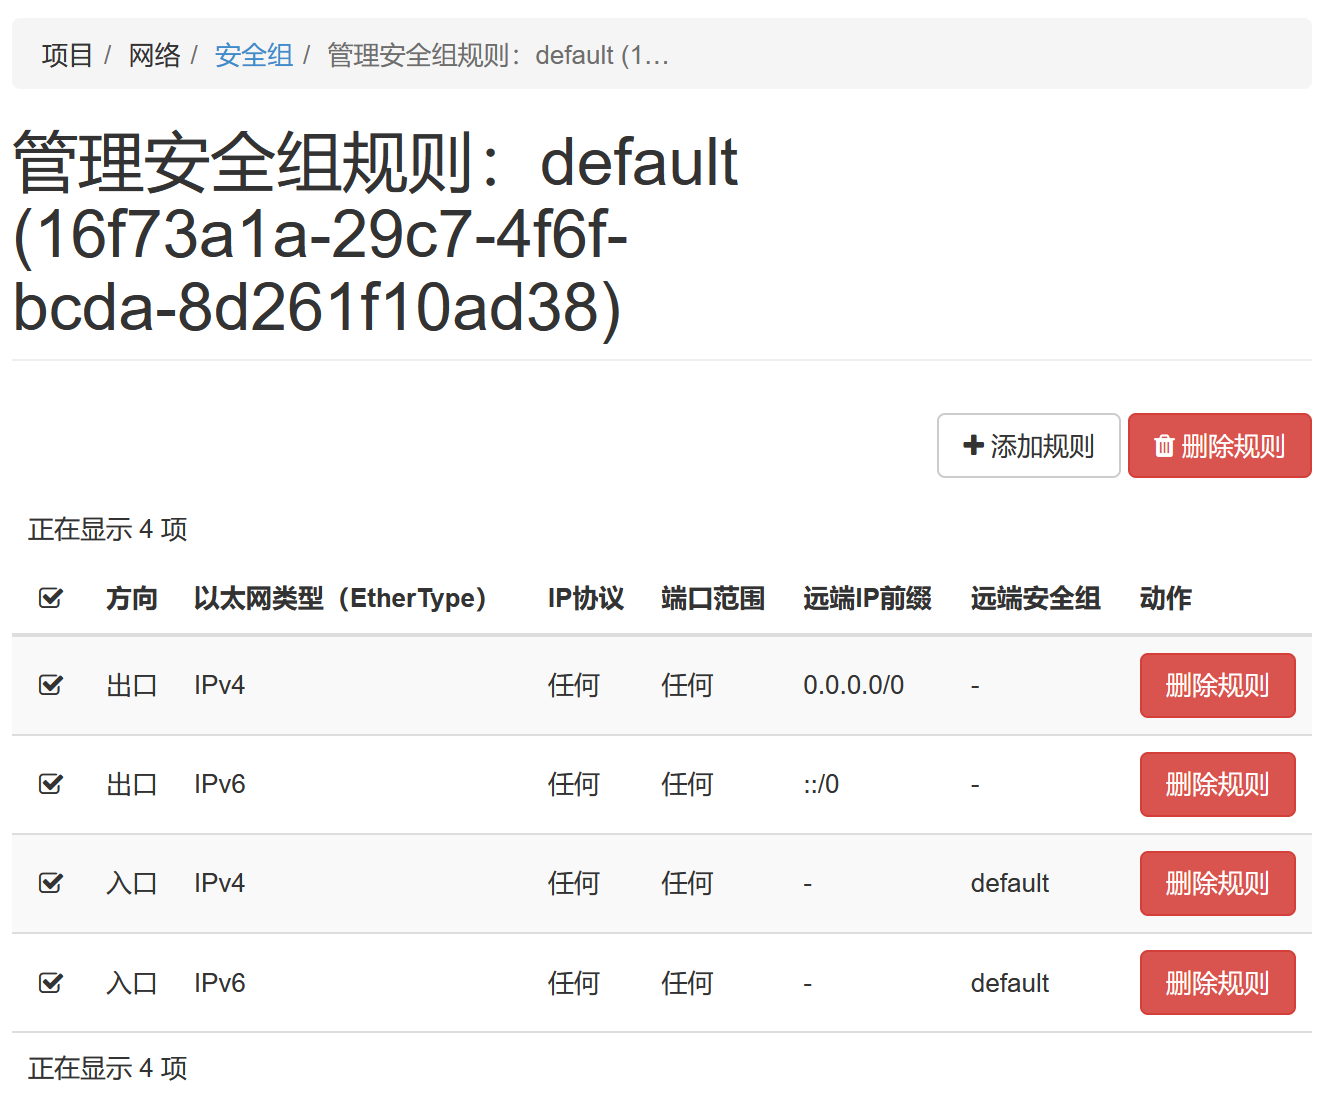 项目 / 网络 / 安全组 / 管理安全组规则：default (1…
管理安全组规则：default
(16f73a1a-29c7-4f6f-
bcda-8d261f10ad38)
添加规则 删除规则
正在显示 4 项
方向 以太网类型（EtherType） IP协议 端口范围 远端IP前缀 远端安全组 动作
出口 IPv4 任何 任何 0.0.0.0/0 - 删除规则
出口 IPv6 任何 任何 ::/0 - 删除规则
入口 IPv4 任何 任何 - default 删除规则
入口 IPv6 任何 任何 - default 删除规则
正在显示 4 项